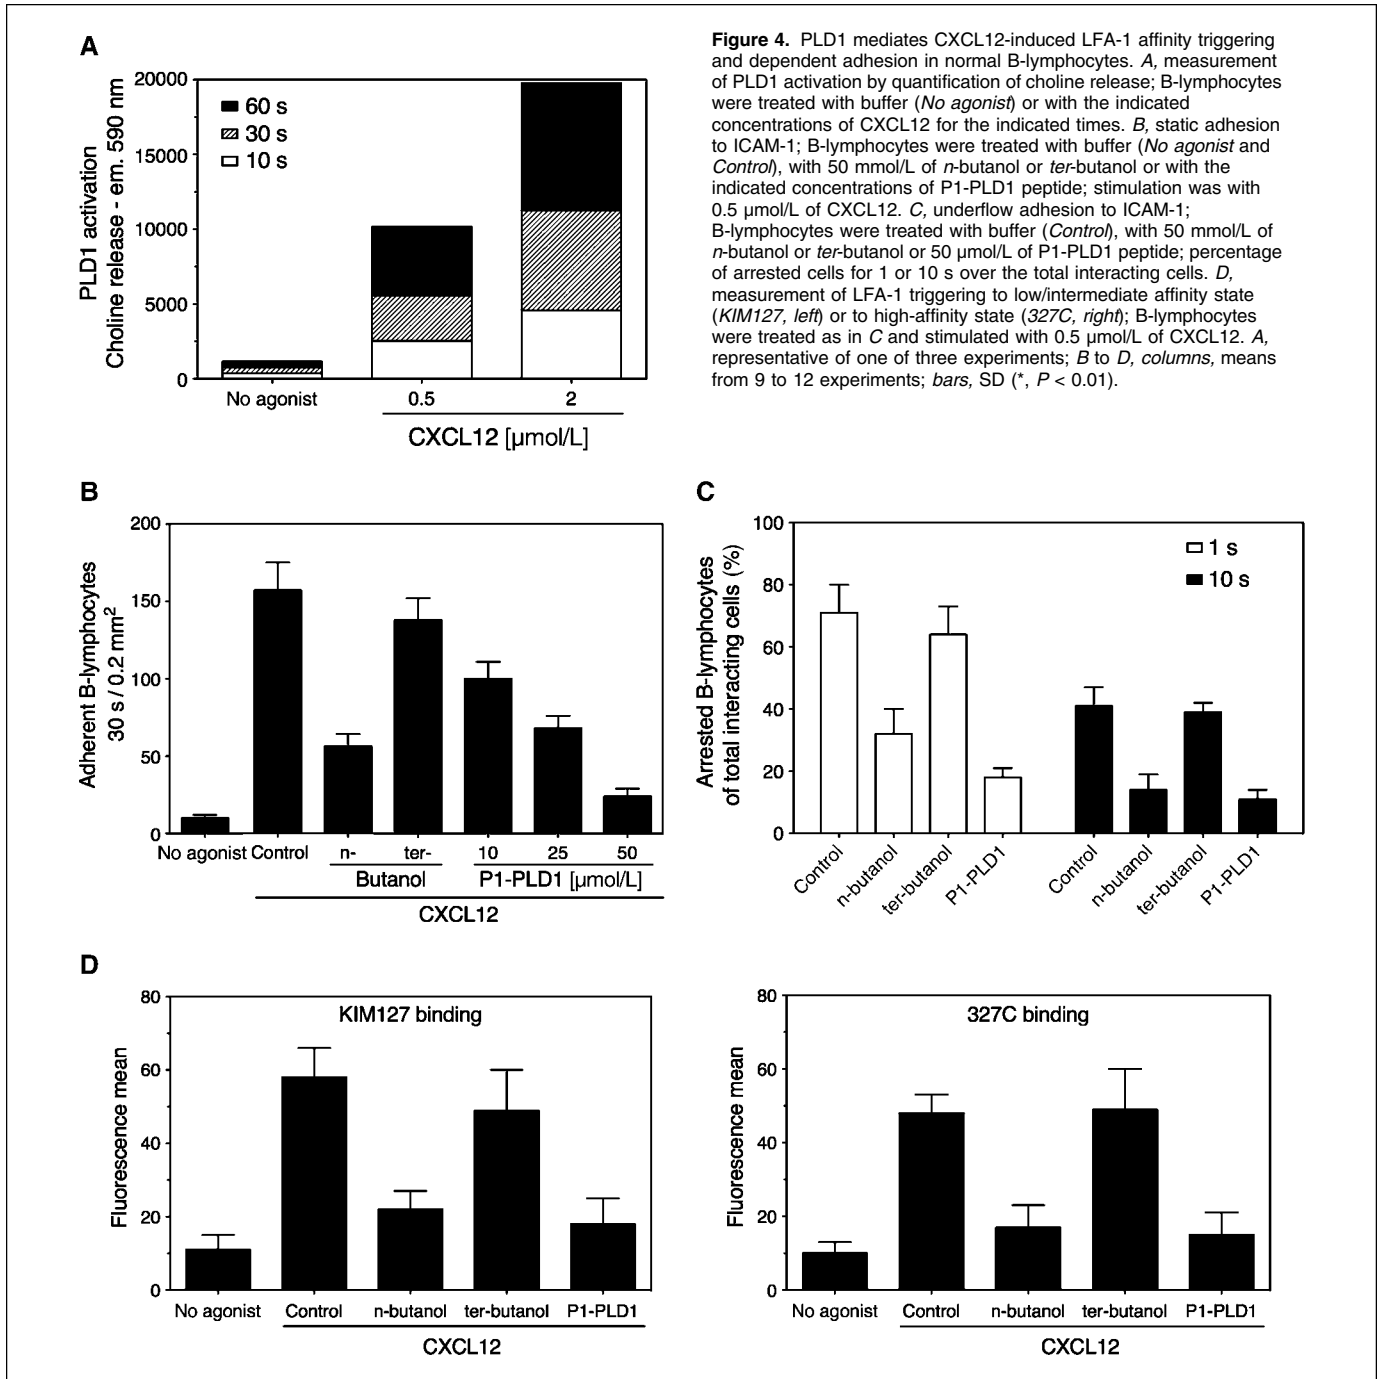 A
PLD1 activation
Choline release - em. 590 nm
20000
15000
10000
5000
0
60 s
30 s
10 s
No agonist
0.5
2
CXCL12 [µmol/L]
Figure 4. PLD1 mediates CXCL12-induced LFA-1 affinity triggering
and dependent adhesion in normal B-lymphocytes. A, measurement
of PLD1 activation by quantification of choline release; B-lymphocytes
were treated with buffer (No agonist) or with the indicated
concentrations of CXCL12 for the indicated times. B, static adhesion
to ICAM-1; B-lymphocytes were treated with buffer (No agonist and
Control), with 50 mmol/L of n-butanol or ter-butanol or with the
indicated concentrations of P1-PLD1 peptide; stimulation was with
0.5 µmol/L of CXCL12. C, underflow adhesion to ICAM-1;
B-lymphocytes were treated with buffer (Control), with 50 mmol/L of
n-butanol or ter-butanol or 50 µmol/L of P1-PLD1 peptide; percentage
of arrested cells for 1 or 10 s over the total interacting cells. D,
measurement of LFA-1 triggering to low/intermediate affinity state
(KIM127, left) or to high-affinity state (327C, right); B-lymphocytes
were treated as in C and stimulated with 0.5 µmol/L of CXCL12. A,
representative of one of three experiments; B to D, columns, means
from 9 to 12 experiments; bars, SD (*, P < 0.01).
B
Adherent B-lymphocytes
30 s / 0.2 mm2
200
150
100
50
0
No agonist
Control
n-
ter-
10
25
50
Butanol
P1-PLD1 [µmol/L]
CXCL12
C
Arrested B-lymphocytes
of total interacting cells (%)
100
80
60
40
20
0
1 s
10 s
Control
n-butanol
ter-butanol
P1-PLD1
Control
n-butanol
ter-butanol
P1-PLD1
D
Fluorescence mean
80
60
40
20
0
KIM127 binding
No agonist
Control
n-butanol
ter-butanol
P1-PLD1
CXCL12
Fluorescence mean
80
60
40
20
0
327C binding
No agonist
Control
n-butanol
ter-butanol
P1-PLD1
CXCL12